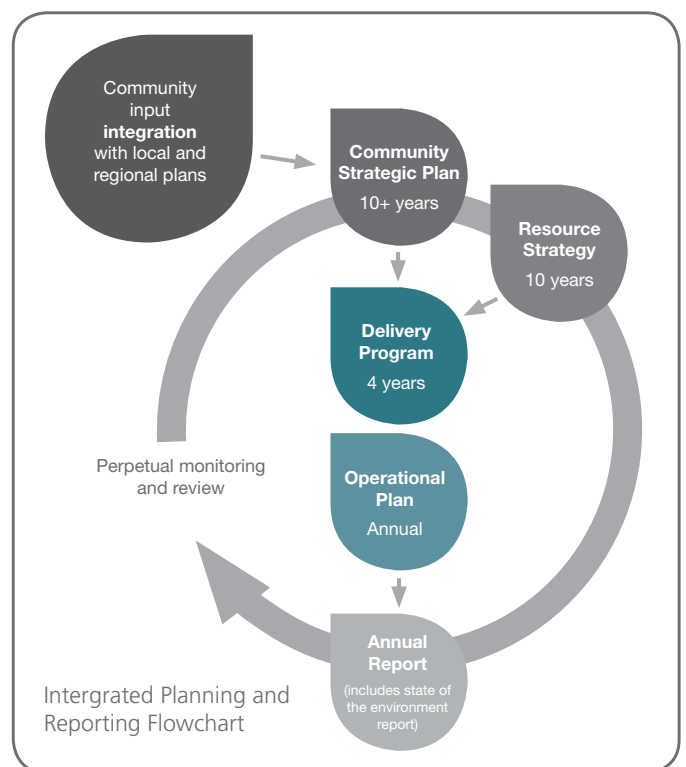 Community
input
integration
with local and
regional plans
Community
Strategic Plan
10+ years
Resource
Strategy
10 years
Delivery
Program
4 years
Operational
Plan
Annual
Perpetual monitoring
and review
Annual
Report
(includes state of
the environment
report)
Intergrated Planning and
Reporting Flowchart